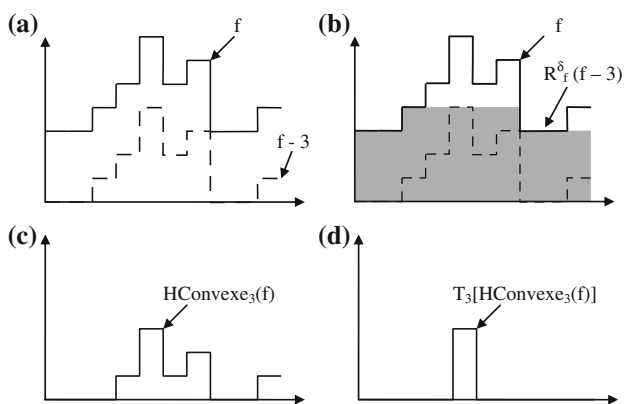 (a)
f
f - 3
(b)
f
R^δ_f (f – 3)
(c)
HConvexe₃(f)
(d)
T₃[HConvexe₃(f)]